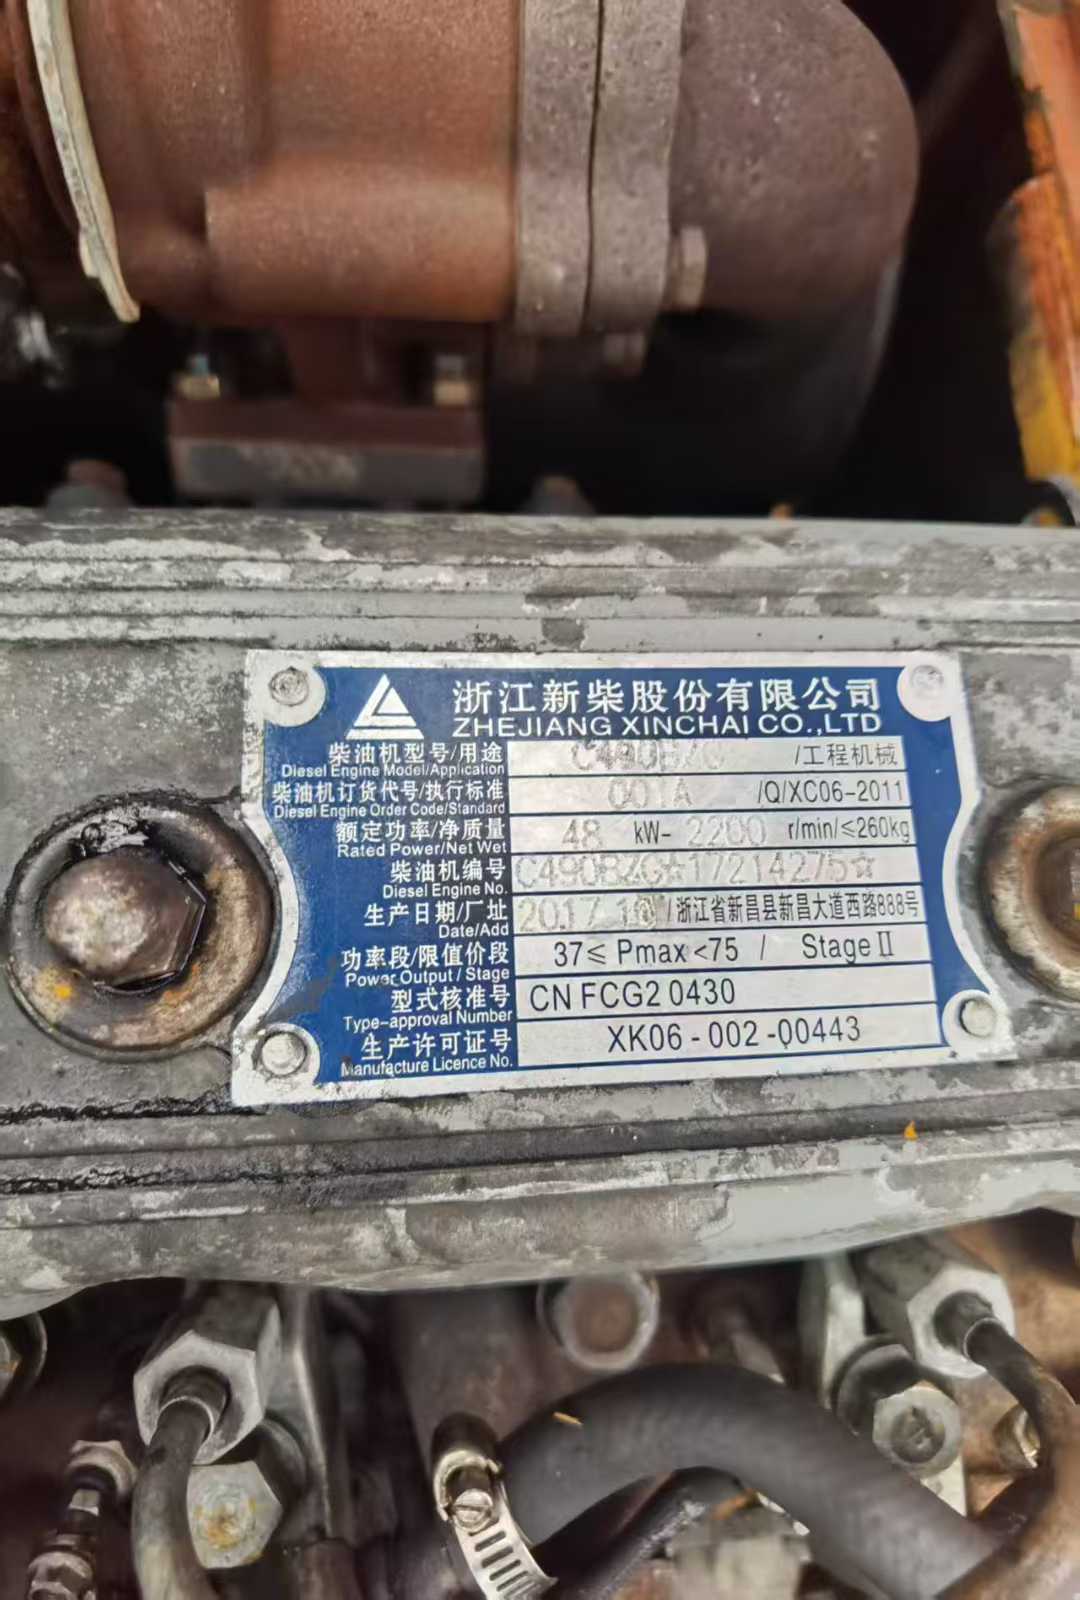 浙江新柴股份有限公司
ZHEJIANG XINCHAI CO.,LTD
柴油机型号/用途 C490BZG /工程机械
Diesel Engine Model/Application
柴油机订货代号/执行标准 001A /Q/XC06-2011
Diesel Engine Order Code/Standard
额定功率/净质量 48 kW- 2200 r/min/≤260kg
Rated Power/Net Wet
柴油机编号 C490BZG☆17214275☆
Diesel Engine No.
生产日期/厂址 2017 /浙江省新昌县新昌大道西路888号
Date/Add
功率段/限值价段 37≤ Pmax <75 / Stage Ⅱ
Power Output / Stage
型式核准号 CN FCG2 0430
Type-approval Number
生产许可证号 XK06-002-00443
Manufacture Licence No.